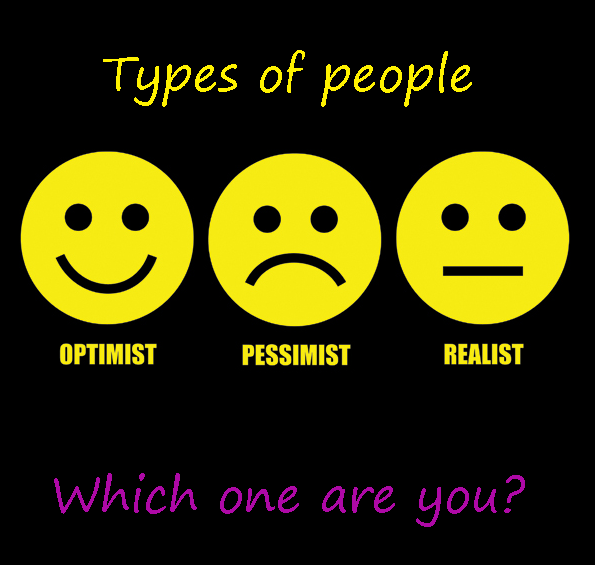 Types of people
OPTIMIST PESSIMIST REALIST
Which one are you?